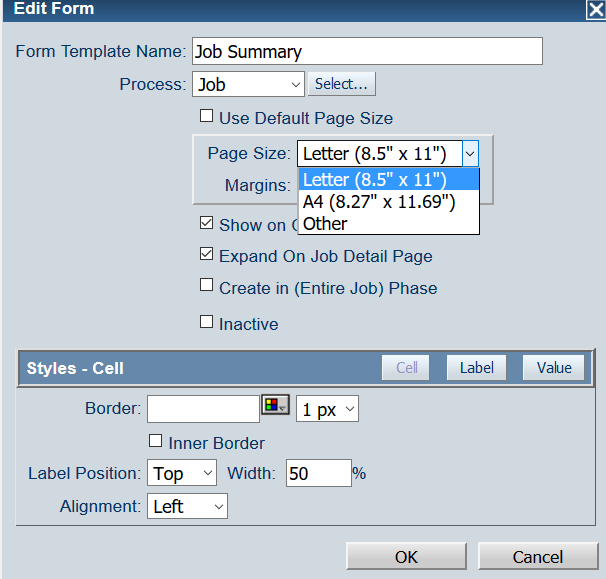 Edit Form
Form Template Name: Job Summary
Process: Job Select...
Use Default Page Size
Page Size: Letter (8.5" x 11")
Letter (8.5" x 11")
Margins:
A4 (8.27" x 11.69")
Other
Show on
Expand On Job Detail Page
Create in (Entire Job) Phase
Inactive
Styles - Cell Cell Label Value
Border: 1 px
Inner Border
Label Position: Top Width: 50 %
Alignment: Left
OK Cancel